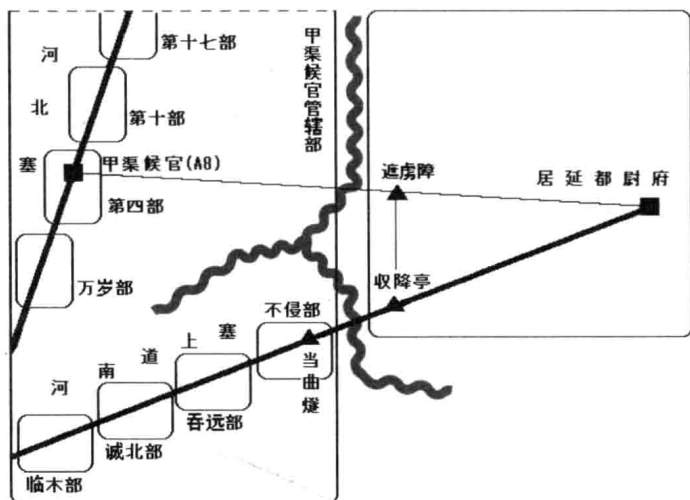 第十七部
河北塞
第十部
甲渠候官(A8)
第四部
万岁部
甲渠候官管辖部
遮虏障
居延都尉府
收降亭
不侵部
当曲燧
河南道上塞
吞远部
诚北部
临木部